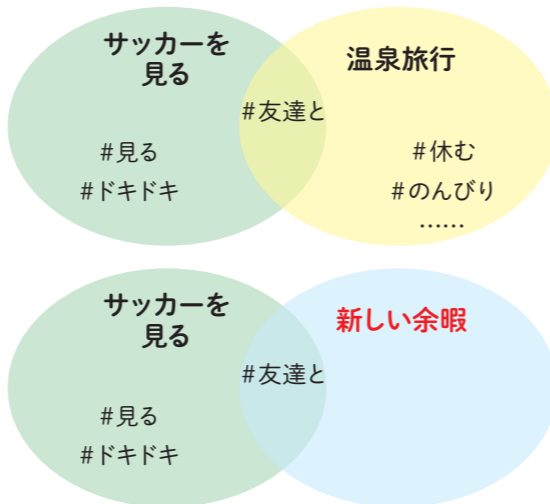 サッカーを
見る
温泉旅行
#友達と
#見る
#休む
#ドキドキ
#のんびり
……
サッカーを
見る
新しい余暇
#友達と
#見る
#ドキドキ